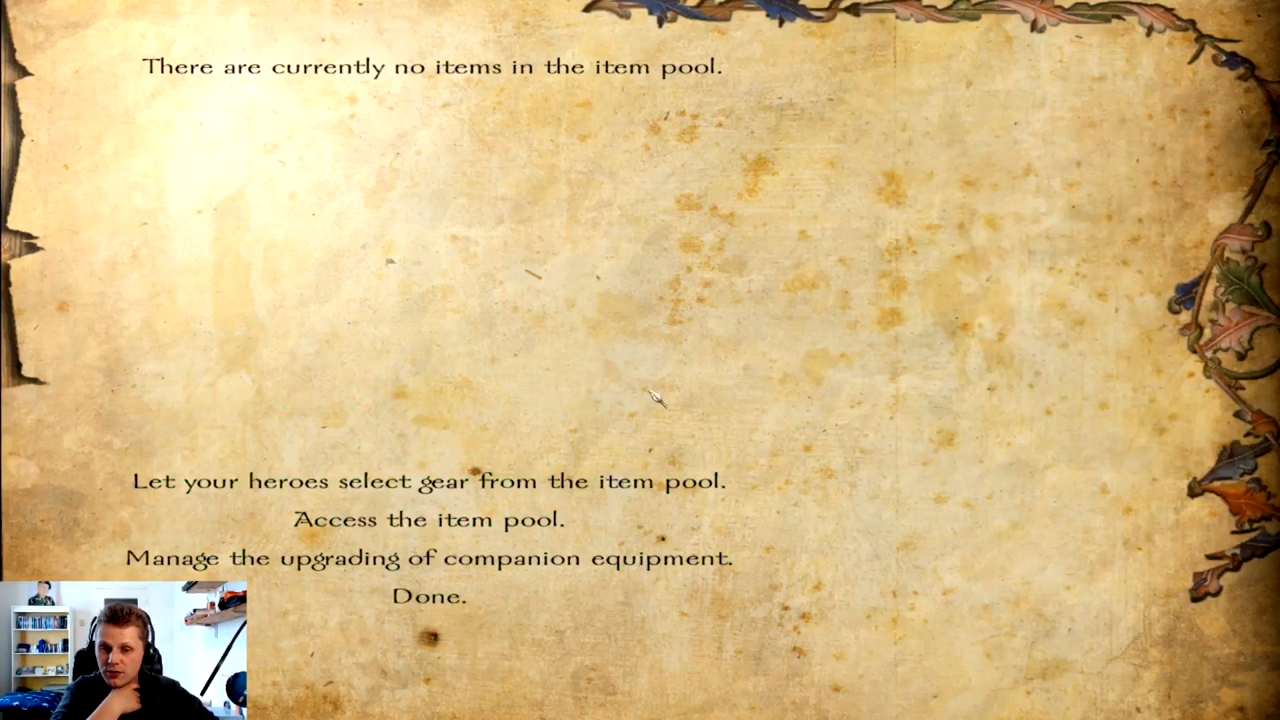 There are currently no items in the item pool.
Let your heroes select gear from the item pool.
Access the item pool.
Manage the upgrading of companion equipment.
Done.